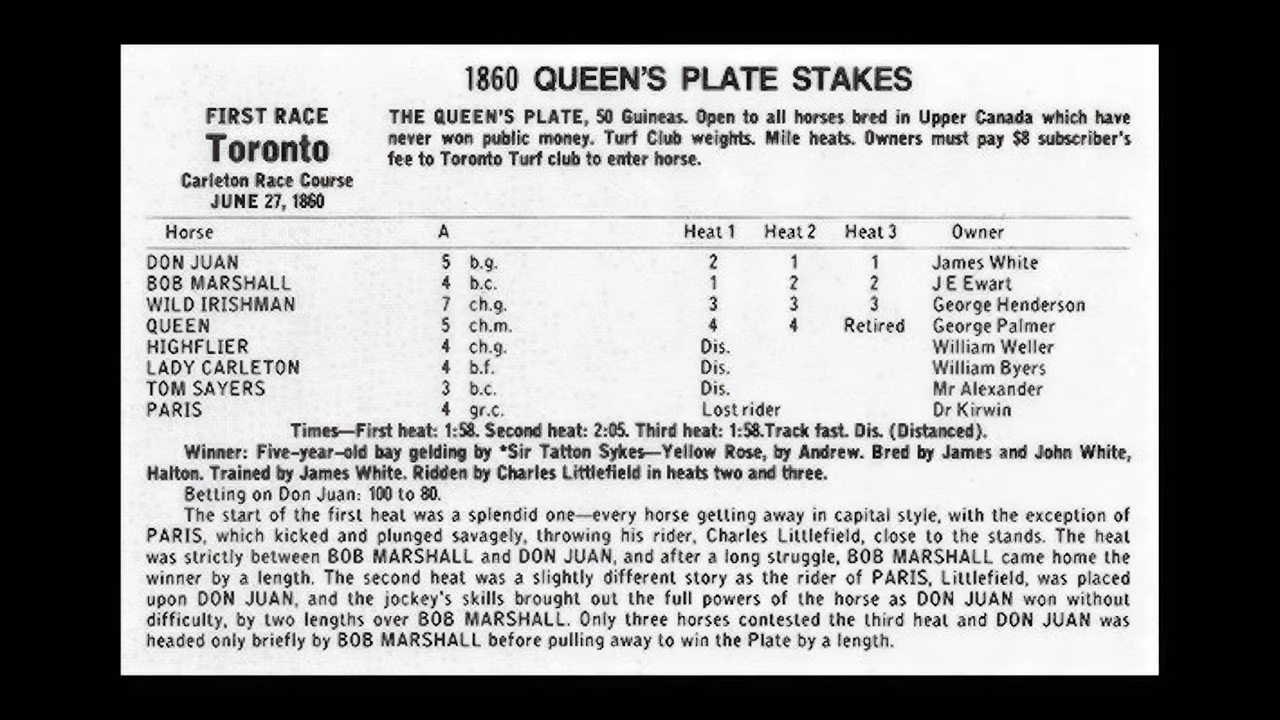 1860 QUEEN'S PLATE STAKES
FIRST RACE
Toronto
Carleton Race Course
JUNE 27, 1860
THE QUEEN'S PLATE, 50 Guineas. Open to all horses bred in Upper Canada which have
never won public money. Turf Club weights. Mile heats. Owners must pay $8 subscriber's
fee to Toronto Turf club to enter horse.
Horse A Heat 1 Heat 2 Heat 3 Owner
DON JUAN 5 b.g. 2 1 1 James White
BOB MARSHALL 4 b.c. 1 2 2 J E Ewart
WILD IRISHMAN 7 ch.g. 3 3 3 George Henderson
QUEEN 5 ch.m. 4 4 Retired George Palmer
HIGHFLIER 4 ch.g. Dis. William Weller
LADY CARLETON 4 b.f. Dis. William Byers
TOM SAYERS 3 b.c. Dis. Mr Alexander
PARIS 4 gr.c. Lost rider Dr Kirwin
Times—First heat: 1:58. Second heat: 2:05. Third heat: 1:58.Track fast. Dis. (Distanced).
Winner: Five-year-old bay gelding by *Sir Tatton Sykes—Yellow Rose, by Andrew. Bred by James and John White,
Halton. Trained by James White. Ridden by Charles Littlefield in heats two and three.
Betting on Don Juan: 100 to 80.
The start of the first heat was a splendid one—every horse getting away in capital style, with the exception of
PARIS, which kicked and plunged savagely, throwing his rider, Charles Littlefield, close to the stands. The heat
was strictly between BOB MARSHALL and DON JUAN, and after a long struggle, BOB MARSHALL came home the
winner by a length. The second heat was a slightly different story as the rider of PARIS, Littlefield, was placed
upon DON JUAN, and the jockey's skills brought out the full powers of the horse as DON JUAN won without
difficulty, by two lengths over BOB MARSHALL. Only three horses contested the third heat and DON JUAN was
headed only briefly by BOB MARSHALL before pulling away to win the Plate by a length.